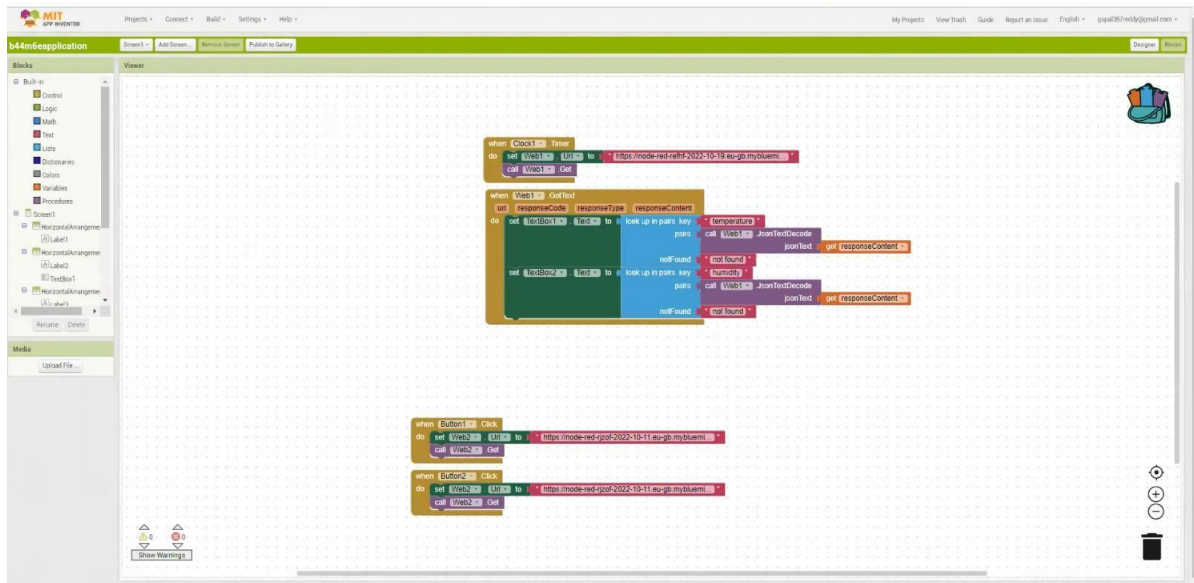 MIT
APP INVENTOR
Projects Connect Build Settings Help My Projects View Trash Guide Report an Issue English gopal367reddy@gmail.com
b44m6eapplication Screen1 Add Screen ... Remove Screen Publish to Gallery Designer Blocks
Blocks Viewer
Built-in
Control
Logic
Math
Text
Lists
Dictionaries
Colors
Variables
Procedures
Screen1
HorizontalArrangeme
Label1
HorizontalArrangeme
Label2
TextBox1
HorizontalArrangeme
Label3
Rename Delete
Media
Upload File ...
when Clock1 .Timer
do set Web1 . Url to " https://node-red-refhf-2022-10-19.eu-gb.mybluemi... "
call Web1 .Get
when Web1 .GotText
url responseCode responseType responseContent
do set TextBox1 . Text to look up in pairs key " temperature "
pairs call Web1 .JsonTextDecode
jsonText get responseContent
notFound " not found "
set TextBox2 . Text to look up in pairs key " humidity "
pairs call Web1 .JsonTextDecode
jsonText get responseContent
notFound " not found "
when Button1 .Click
do set Web2 . Url to " https://node-red-rjzof-2022-10-11.eu-gb.mybluemi... "
call Web2 .Get
when Button2 .Click
do set Web2 . Url to " https://node-red-rjzof-2022-10-11.eu-gb.mybluemi... "
call Web2 .Get
0 0
Show Warnings